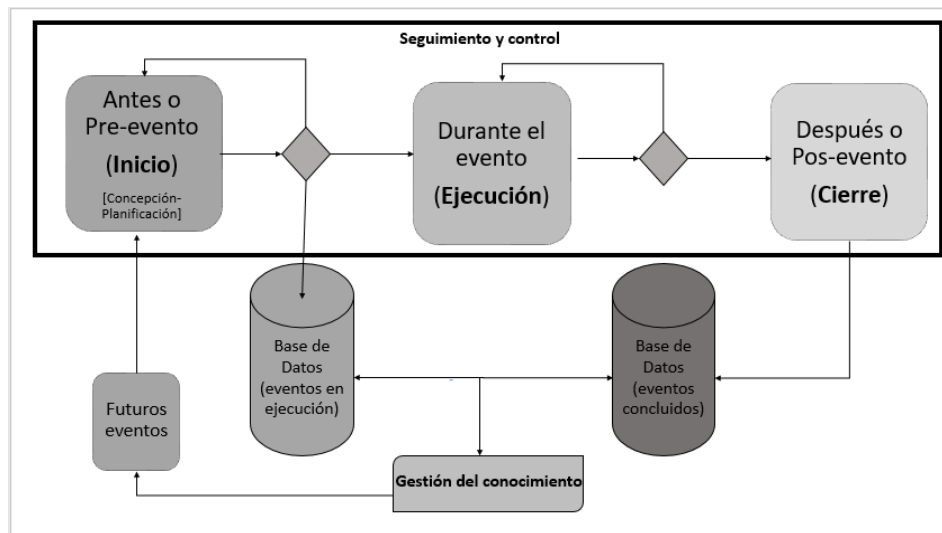 Seguimiento y control
Antes o
Pre-evento
(Inicio)
[Concepción-
Planificación]
Durante el
evento
(Ejecución)
Después o
Pos-evento
(Cierre)
Base de
Datos
(eventos en
ejecución)
Base de
Datos
(eventos
concluidos)
Futuros
eventos
Gestión del conocimiento